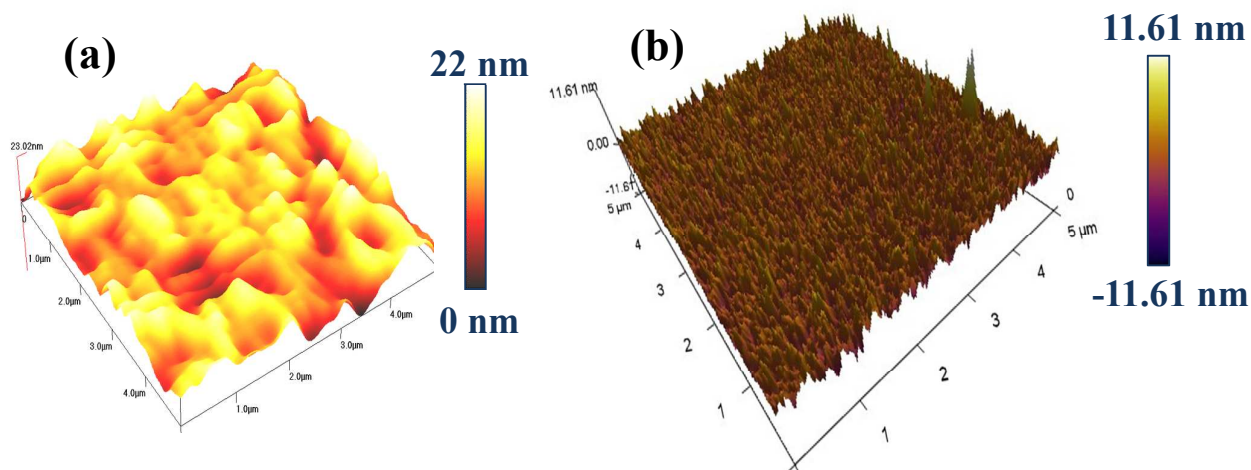 (a)
22 nm
0 nm
23.02nm
0
1.0µm
2.0µm
3.0µm
4.0µm
1.0µm
2.0µm
3.0µm
4.0µm
(b)
11.61 nm
-11.61 nm
11.61 nm
0.00
-11.61
5 µm
4
3
2
1
1
2
3
4
5 µm
0